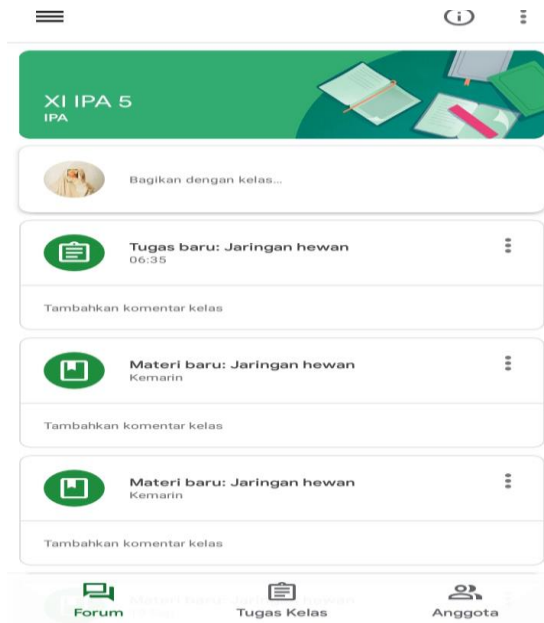 XI IPA 5
IPA
Bagikan dengan kelas...
Tugas baru: Jaringan hewan
06:35
Tambahkan komentar kelas
Materi baru: Jaringan hewan
Kemarin
Tambahkan komentar kelas
Materi baru: Jaringan hewan
Kemarin
Tambahkan komentar kelas
Forum Tugas Kelas Anggota